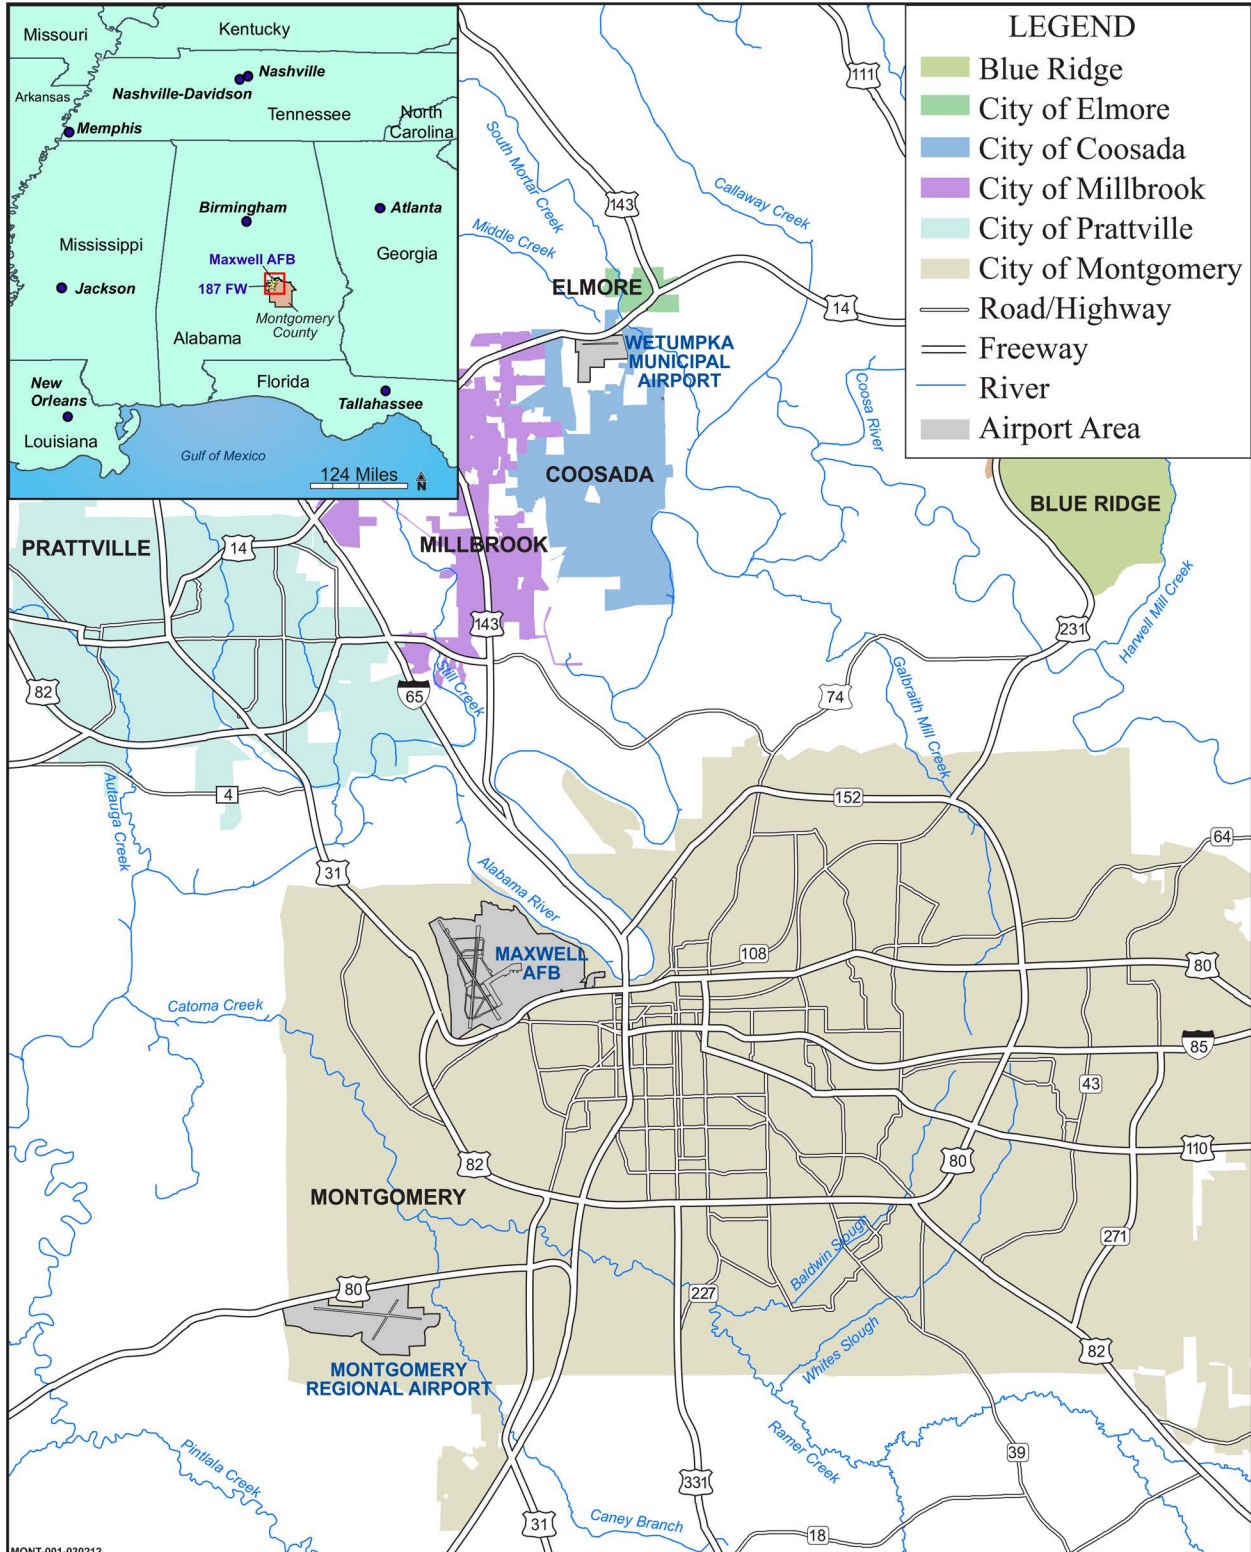 Missouri
Kentucky
Nashville
Arkansas
Nashville-Davidson
Tennessee
North
Carolina
Memphis
Birmingham
Atlanta
Mississippi
Georgia
Maxwell AFB
187 FW
Jackson
Montgomery
County
Alabama
Florida
New
Orleans
Tallahassee
Louisiana
Gulf of Mexico
124 Miles
N
LEGEND
Blue Ridge
City of Elmore
City of Coosada
City of Millbrook
City of Prattville
City of Montgomery
Road/Highway
Freeway
River
Airport Area
111
South Mortar Creek
143
Callaway Creek
Middle Creek
ELMORE
14
WETUMPKA
MUNICIPAL
AIRPORT
Coosa River
COOSADA
BLUE RIDGE
PRATTVILLE
14
MILLBROOK
143
231
Harwell Mill Creek
82
65
Still Creek
74
Galbraith Mill Creek
4
Autauga Creek
152
64
31
Alabama River
MAXWELL
AFB
108
80
Catoma Creek
85
43
82
80
110
MONTGOMERY
271
Baldwin Slough
80
227
Whites Slough
82
MONTGOMERY
REGIONAL AIRPORT
Pintlala Creek
Ramer Creek
39
331
31
Caney Branch
18
MONT-001-030212